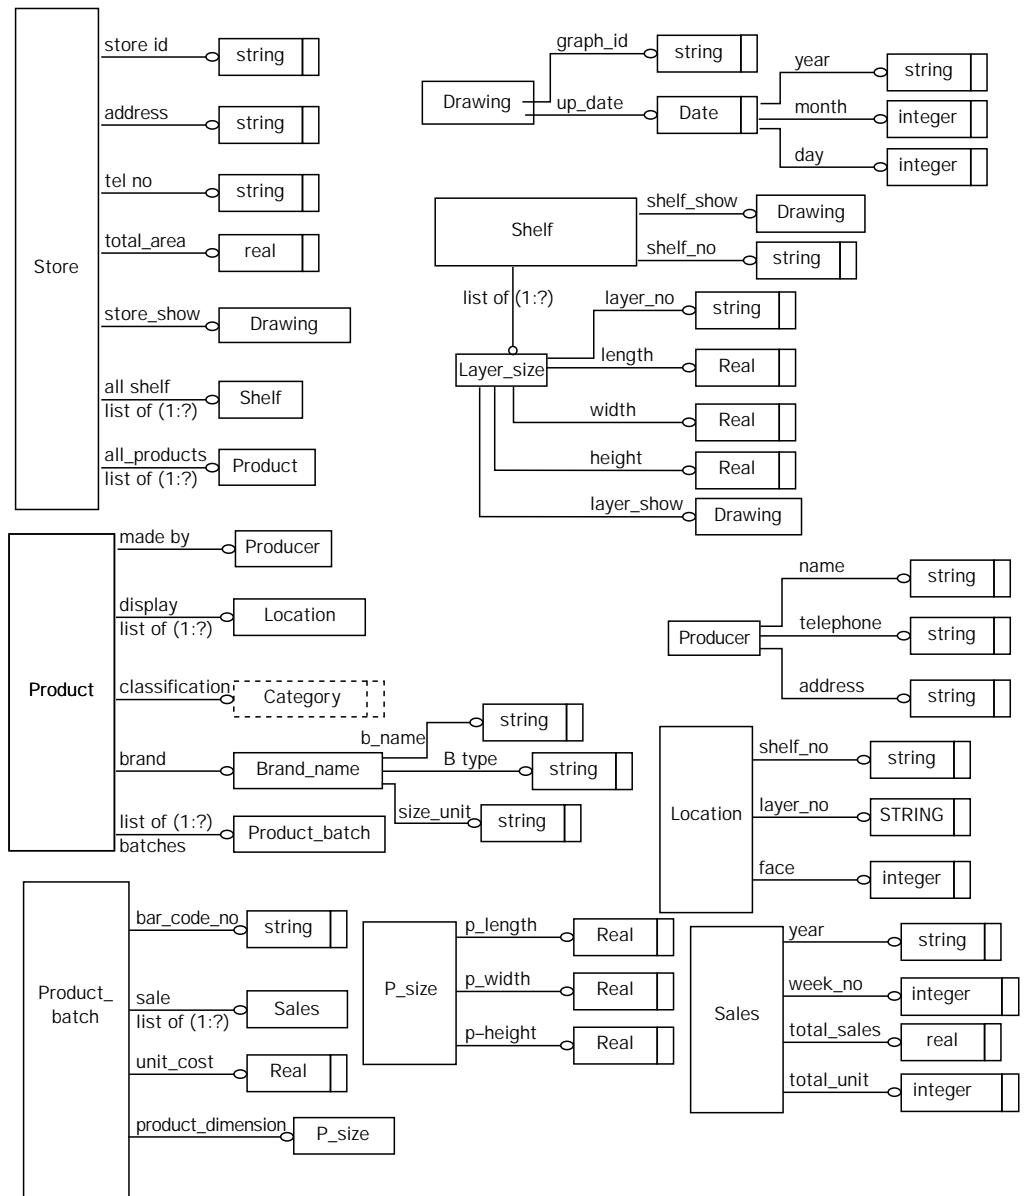 Store
store id
string
address
string
tel no
string
total_area
real
store_show
Drawing
all shelf
list of (1:?)
Shelf
all_products
list of (1:?)
Product
Drawing
graph_id
string
up_date
Date
year
string
month
integer
day
integer
Shelf
shelf_show
Drawing
shelf_no
string
list of (1:?)
Layer_size
layer_no
string
length
Real
width
Real
height
Real
layer_show
Drawing
Product
made by
Producer
display
list of (1:?)
Location
classification
Category
brand
Brand_name
b_name
string
B type
string
size_unit
string
list of (1:?)
batches
Product_batch
Producer
name
string
telephone
string
address
string
Location
shelf_no
string
layer_no
STRING
face
integer
Product_
batch
bar_code_no
string
sale
list of (1:?)
Sales
unit_cost
Real
product_dimension
P_size
P_size
p_length
Real
p_width
Real
p-height
Real
Sales
year
string
week_no
integer
total_sales
real
total_unit
integer